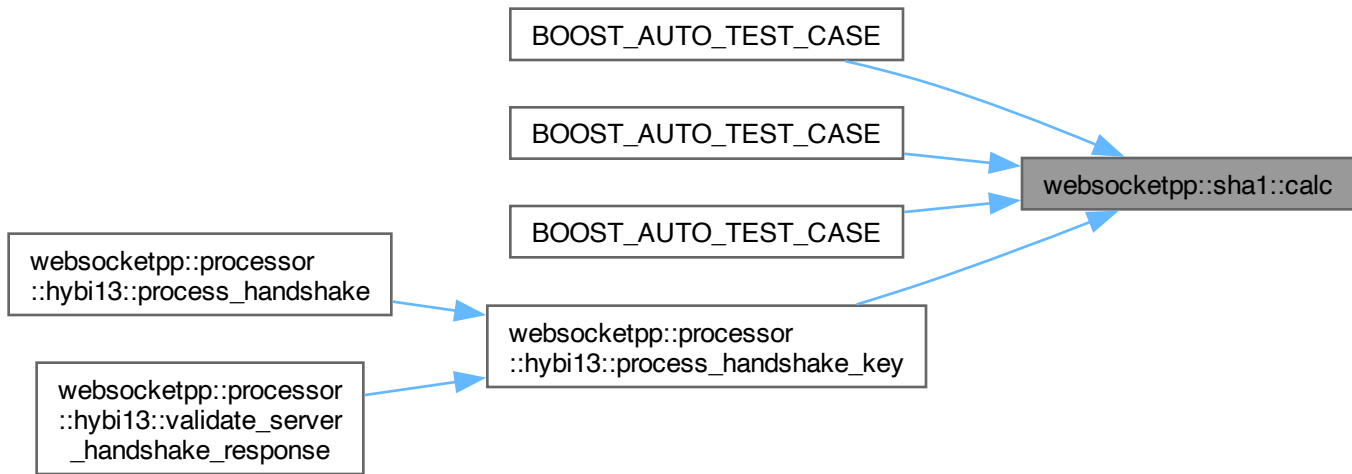 BOOST_AUTO_TEST_CASE
BOOST_AUTO_TEST_CASE
websocketpp::sha1::calc
BOOST_AUTO_TEST_CASE
websocketpp::processor
::hybi13::process_handshake
websocketpp::processor
::hybi13::process_handshake_key
websocketpp::processor
::hybi13::validate_server
_handshake_response